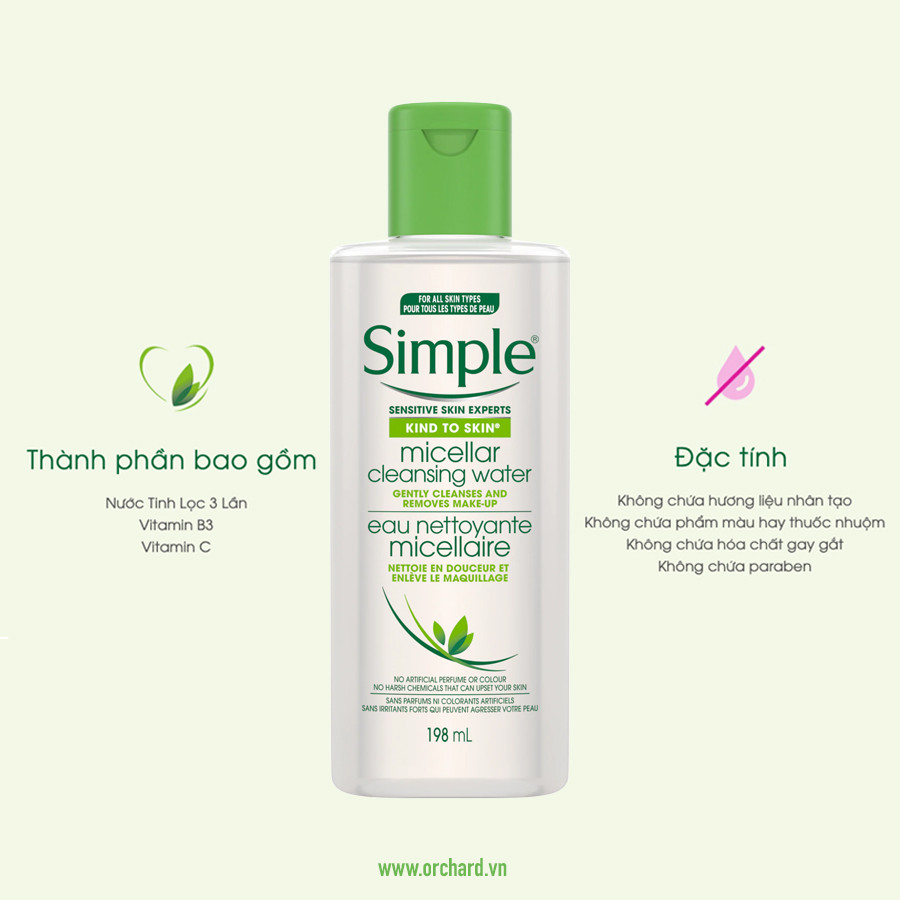 FOR ALL SKIN TYPES
POUR TOUS LES TYPES DE PEAU
Simple®
SENSITIVE SKIN EXPERTS
KIND TO SKIN®
micellar
cleansing water
GENTLY CLEANSES AND
REMOVES MAKE-UP
eau nettoyante
micellaire
NETTOIE EN DOUCEUR ET
ENLÈVE LE MAQUILLAGE
NO ARTIFICIAL PERFUME OR COLOUR
NO HARSH CHEMICALS THAT CAN UPSET YOUR SKIN
SANS PARFUMS NI COLORANTS ARTIFICIELS
SANS IRRITANTS FORTS QUI PEUVENT AGRESSER VOTRE PEAU
198 mL
Thành phần bao gồm
Nước Tinh Lọc 3 Lần
Vitamin B3
Vitamin C
Đặc tính
Không chứa hương liệu nhân tạo
Không chứa phẩm màu hay thuốc nhuộm
Không chứa hóa chất gay gắt
Không chứa paraben
www.orchard.vn